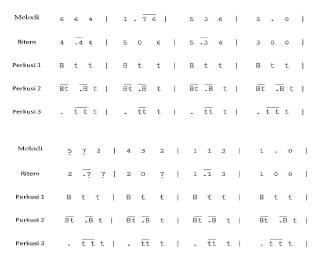 Melodi 6 6 4 | 1 . 7 6 | 5 3 6 | 5 . 0 |
Ritem 4 .4 4 | 5 0 6 | 5 .3 4 | 3 0 0 |
Perkusi 1 B t t | B t t | B t t | B t t |
Perkusi 2 Bt .B t | Bt .B t | Bt .B t | Bt .B t |
Perkusi 3 . t t t | . tt t | . tt t | . t t t |
Melodi 5 7 2 | 4 3 2 | 1 1 3 | 1 . 0 |
Ritem 2 .7 7 | 2 0 7 | 1 .1 3 | 1 0 0 |
Perkusi 1 B t t | B t t | B t t | B t t |
Perkusi 2 Bt .B t | Bt .B t | Bt .B t | Bt .B t |
Perkusi 3 . t t t | . tt t | . tt t | . t t t |